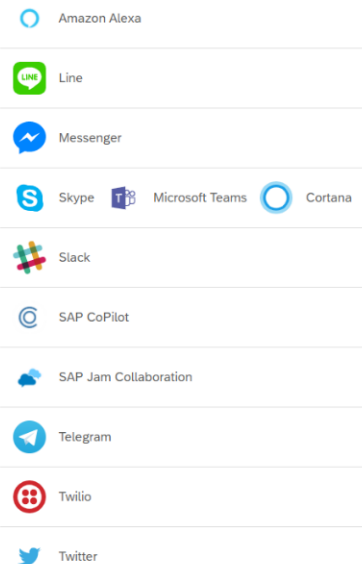 Amazon Alexa
LINE
Line
Messenger
Skype Microsoft Teams Cortana
Slack
SAP CoPilot
SAP Jam Collaboration
Telegram
Twilio
Twitter